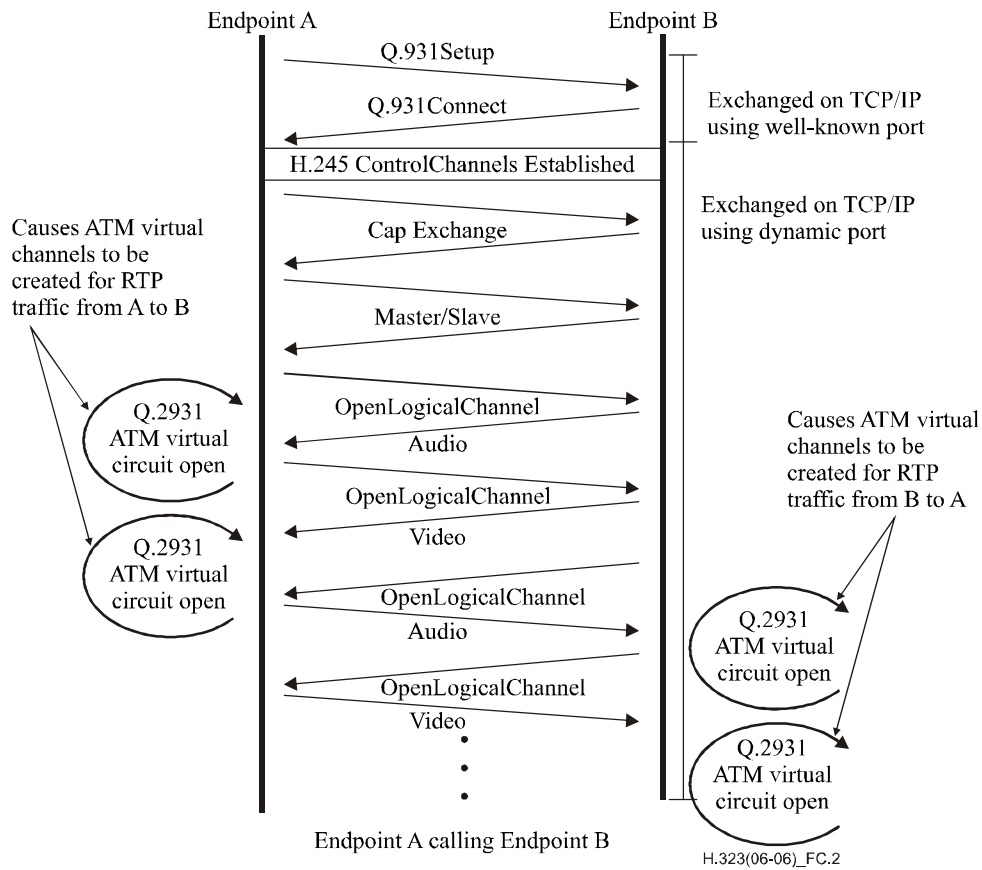 Endpoint A
Endpoint B
Q.931Setup
Q.931Connect
Exchanged on TCP/IP
using well-known port
H.245 ControlChannels Established
Exchanged on TCP/IP
using dynamic port
Cap Exchange
Causes ATM virtual
channels to be
created for RTP
traffic from A to B
Master/Slave
Q.2931
ATM virtual
circuit open
OpenLogicalChannel
Audio
Causes ATM virtual
channels to be
created for RTP
traffic from B to A
OpenLogicalChannel
Video
Q.2931
ATM virtual
circuit open
OpenLogicalChannel
Audio
Q.2931
ATM virtual
circuit open
OpenLogicalChannel
Video
Q.2931
ATM virtual
circuit open
Endpoint A calling Endpoint B
H.323(06-06)_FC.2